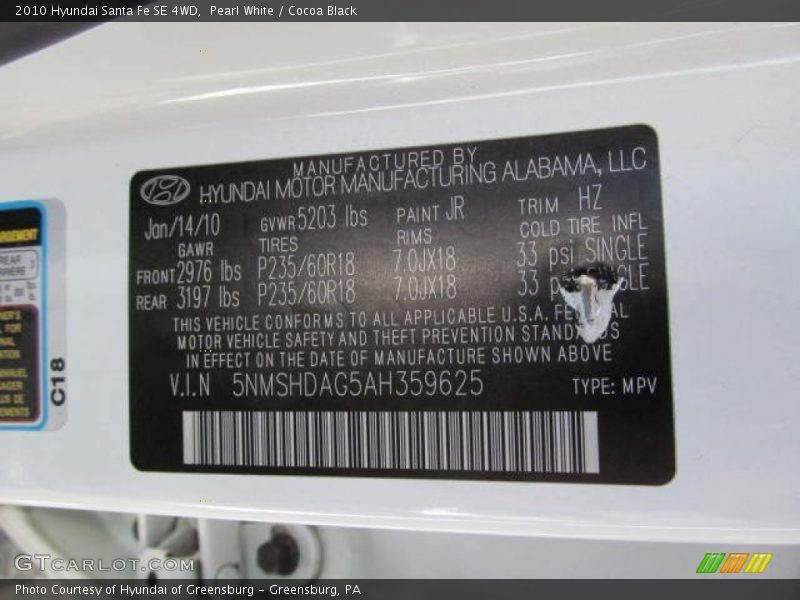 2010 Hyundai Santa Fe SE 4WD, Pearl White / Cocoa Black
MANUFACTURED BY
HYUNDAI MOTOR MANUFACTURING ALABAMA, LLC
Jan/14/10 GVWR 5203 lbs PAINT JR TRIM HZ
GAWR TIRES RIMS COLD TIRE INFL
FRONT 2976 lbs P235/60R18 7.0JX18 33 psi SINGLE
REAR 3197 lbs P235/60R18 7.0JX18 33
THIS VEHICLE CONFORMS TO ALL APPLICABLE U.S.A.
MOTOR VEHICLE SAFETY AND THEFT PREVENTION
IN EFFECT ON THE DATE OF MANUFACTURE SHOWN ABOVE
V.I.N 5NMSHDAG5AH359625 TYPE: MPV
REAR
C18
GTCARLOT.COM
Photo Courtesy of Hyundai of Greensburg - Greensburg, PA